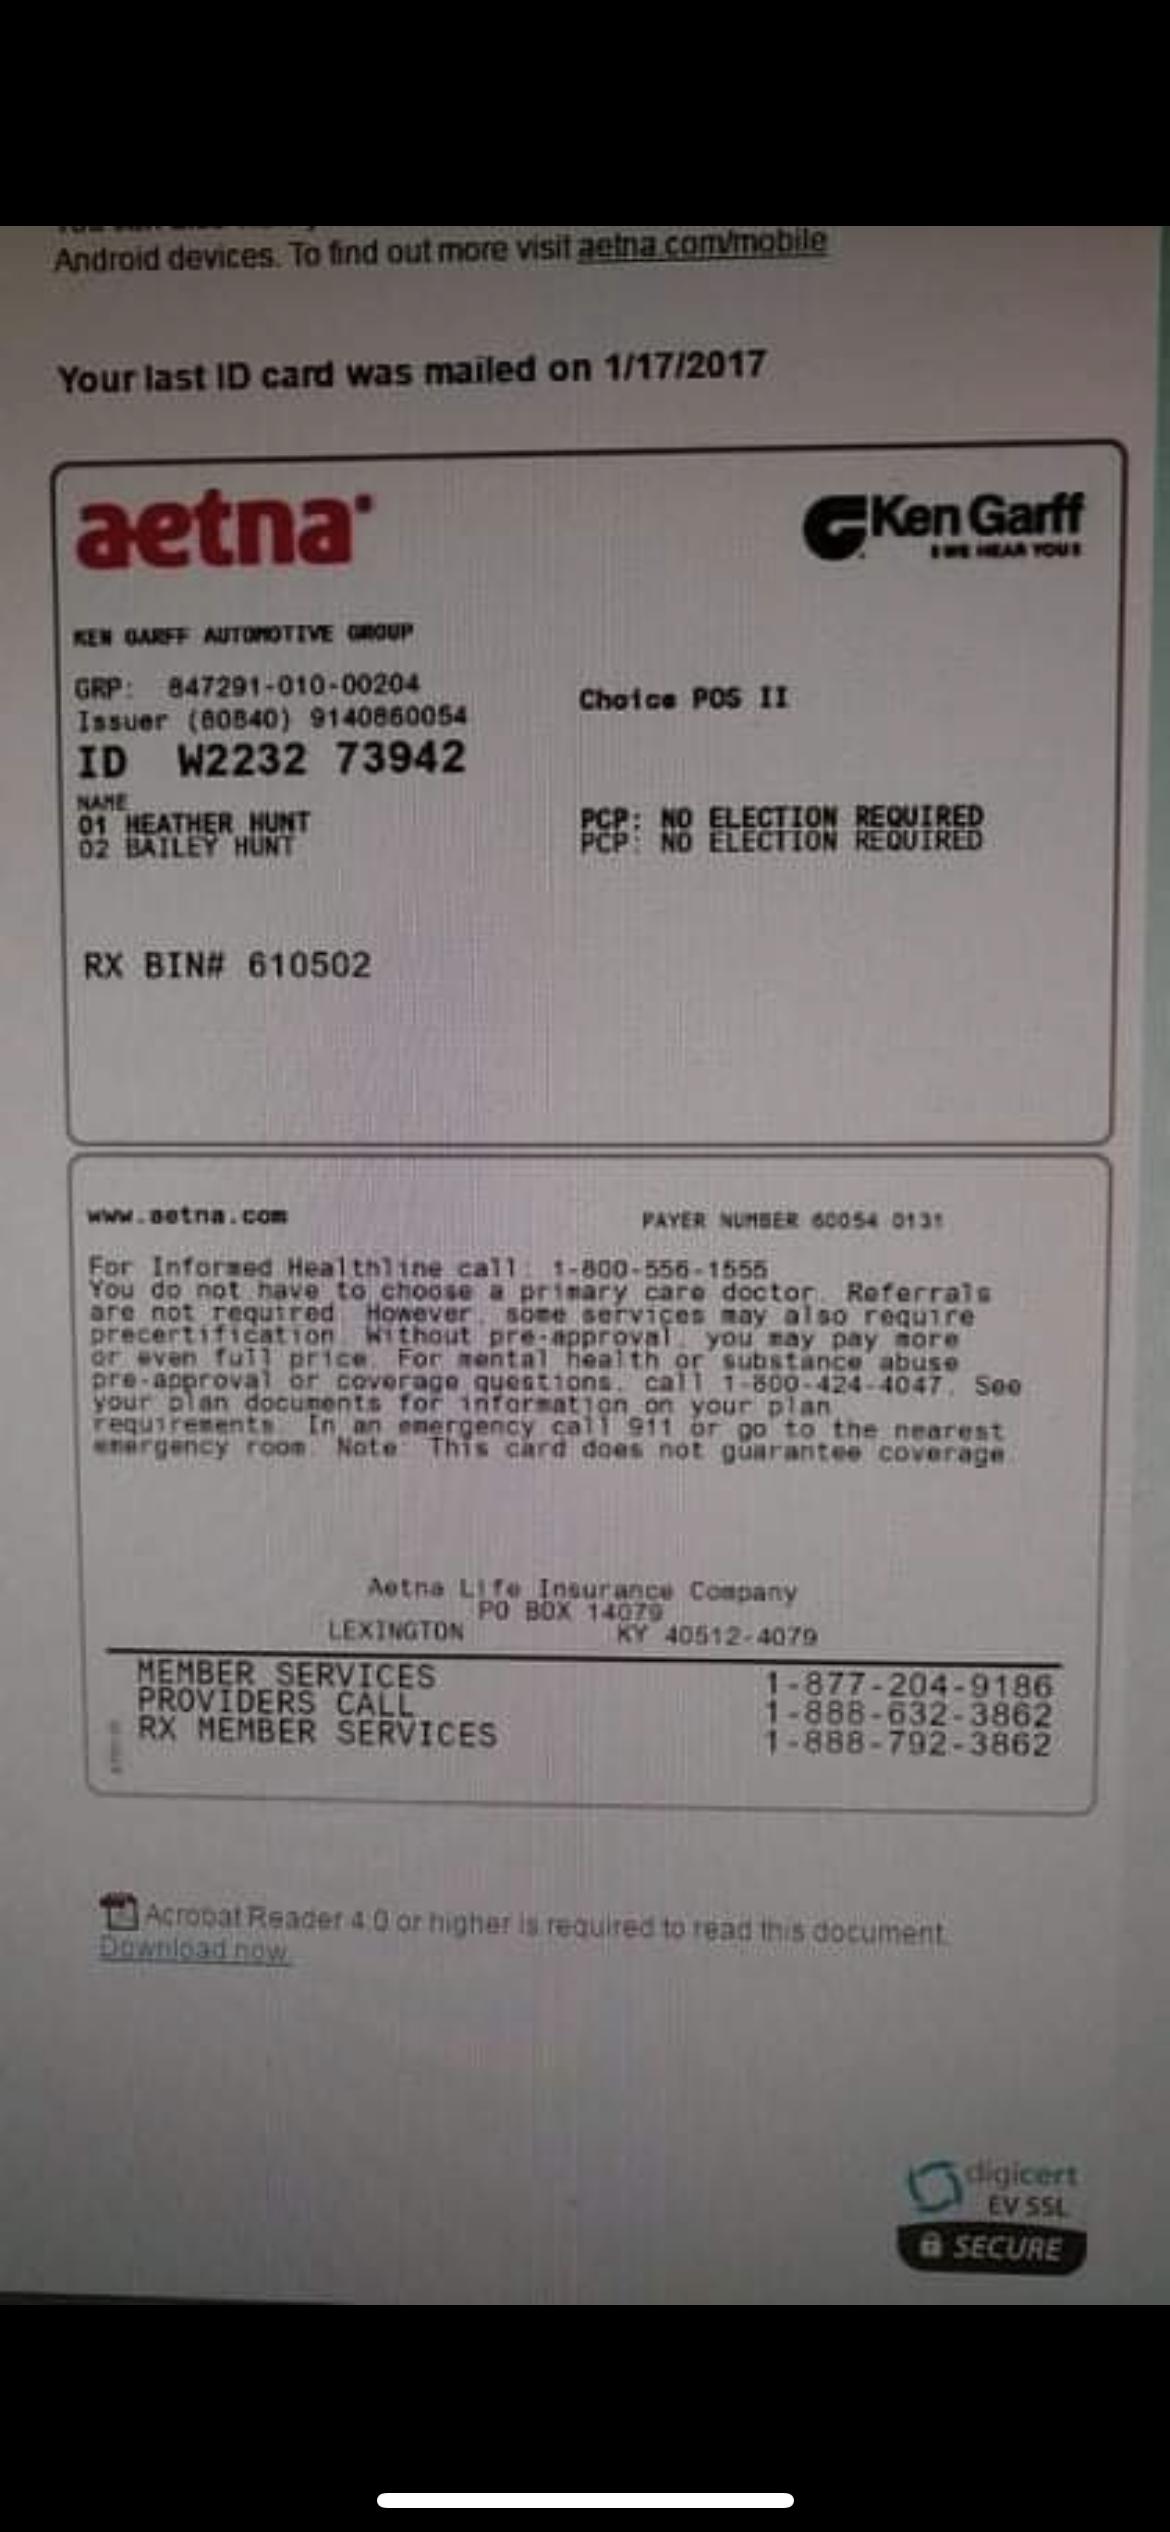 Android devices. To find out more visit aetna.com/mobile
Your last ID card was mailed on 1/17/2017
aetna
Ken Garff
WE HEAR YOU
KEN GARFF AUTOMOTIVE GROUP
GRP: 847291-010-00204
Choice POS II
Issuer (80840) 9140860054
ID W2232 73942
NAME
01 HEATHER HUNT PCP: NO ELECTION REQUIRED
02 BAILEY HUNT PCP: NO ELECTION REQUIRED
RX BIN# 610502
www.aetna.com PAYER NUMBER 60054 0131
For Informed Healthline call: 1-800-556-1555
You do not have to choose a primary care doctor. Referrals
are not required. However, some services may also require
precertification. Without pre-approval, you may pay more
or even full price. For mental health or substance abuse
pre-approval or coverage questions, call 1-800-424-4047. See
your plan documents for information on your plan
requirements. In an emergency call 911 or go to the nearest
emergency room. Note: This card does not guarantee coverage.
Aetna Life Insurance Company
PO BOX 14079
LEXINGTON KY 40512-4079
MEMBER SERVICES 1-877-204-9186
PROVIDERS CALL 1-888-632-3862
RX MEMBER SERVICES 1-888-792-3862
Acrobat Reader 4.0 or higher is required to read this document.
Download now.
digicert
EV SSL
SECURE